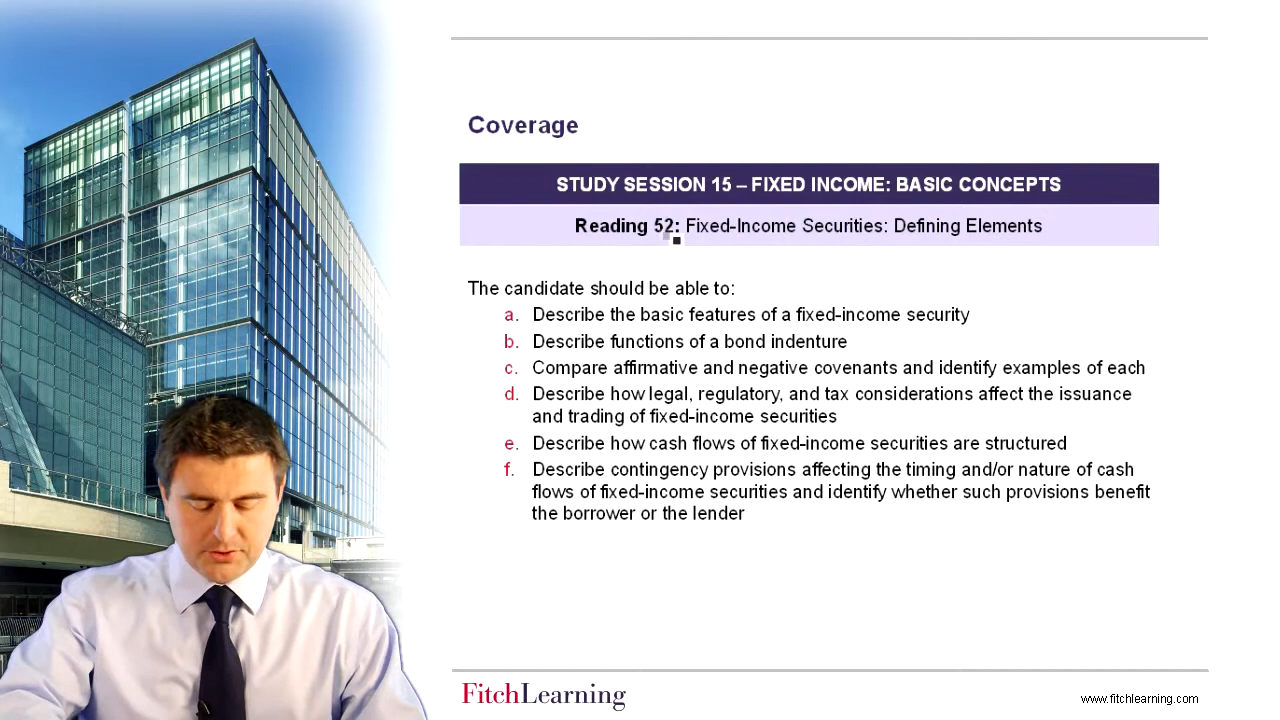 Coverage
STUDY SESSION 15 – FIXED INCOME: BASIC CONCEPTS
Reading 52: Fixed-Income Securities: Defining Elements
The candidate should be able to:
a. Describe the basic features of a fixed-income security
b. Describe functions of a bond indenture
c. Compare affirmative and negative covenants and identify examples of each
d. Describe how legal, regulatory, and tax considerations affect the issuance
and trading of fixed-income securities
e. Describe how cash flows of fixed-income securities are structured
f. Describe contingency provisions affecting the timing and/or nature of cash
flows of fixed-income securities and identify whether such provisions benefit
the borrower or the lender
FitchLearning
www.fitchlearning.com